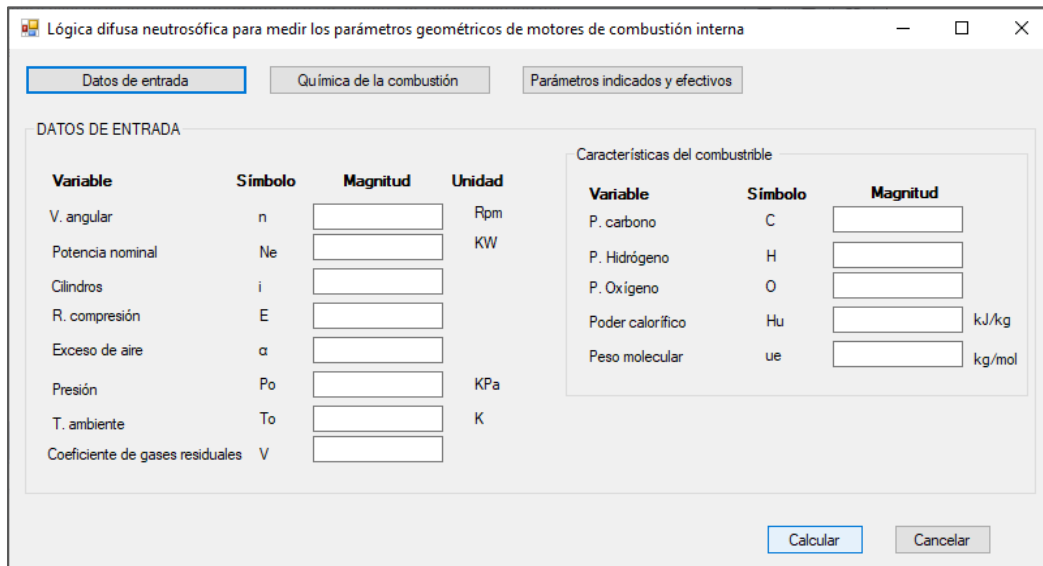 Lógica difusa neutrosófica para medir los parámetros geométricos de motores de combustión interna
Datos de entrada Química de la combustión Parámetros indicados y efectivos
DATOS DE ENTRADA
Variable Símbolo Magnitud Unidad
V. angular n Rpm
Potencia nominal Ne KW
Cilindros i
R. compresión E
Exceso de aire α
Presión Po KPa
T. ambiente To K
Coeficiente de gases residuales V
Características del combustrible
Variable Símbolo Magnitud
P. carbono C
P. Hidrógeno H
P. Oxígeno O
Poder calorífico Hu kJ/kg
Peso molecular ue kg/mol
Calcular Cancelar